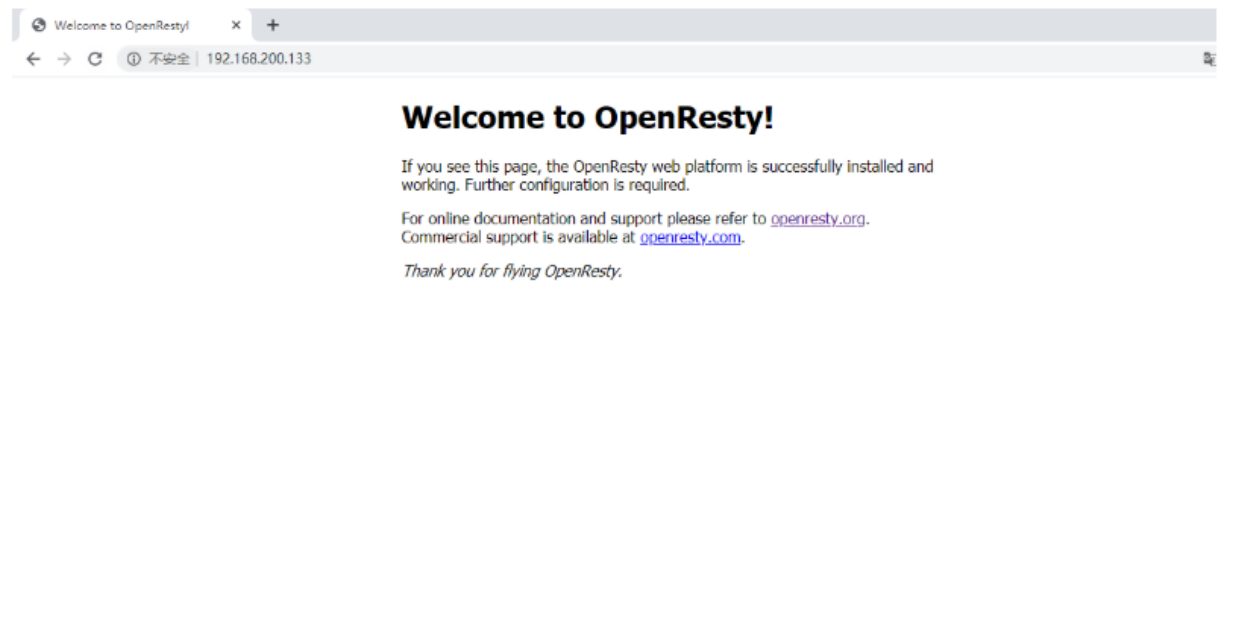 Welcome to OpenResty!
不安全 | 192.168.200.133
Welcome to OpenResty!
If you see this page, the OpenResty web platform is successfully installed and
working. Further configuration is required.
For online documentation and support please refer to openresty.org.
Commercial support is available at openresty.com.
Thank you for flying OpenResty.